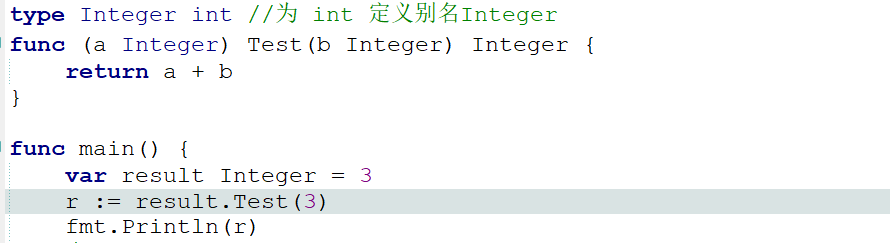 type Integer int //为 int 定义别名Integer
func (a Integer) Test(b Integer) Integer {
    return a + b
}
func main() {
    var result Integer = 3
    r := result.Test(3)
    fmt.Println(r)